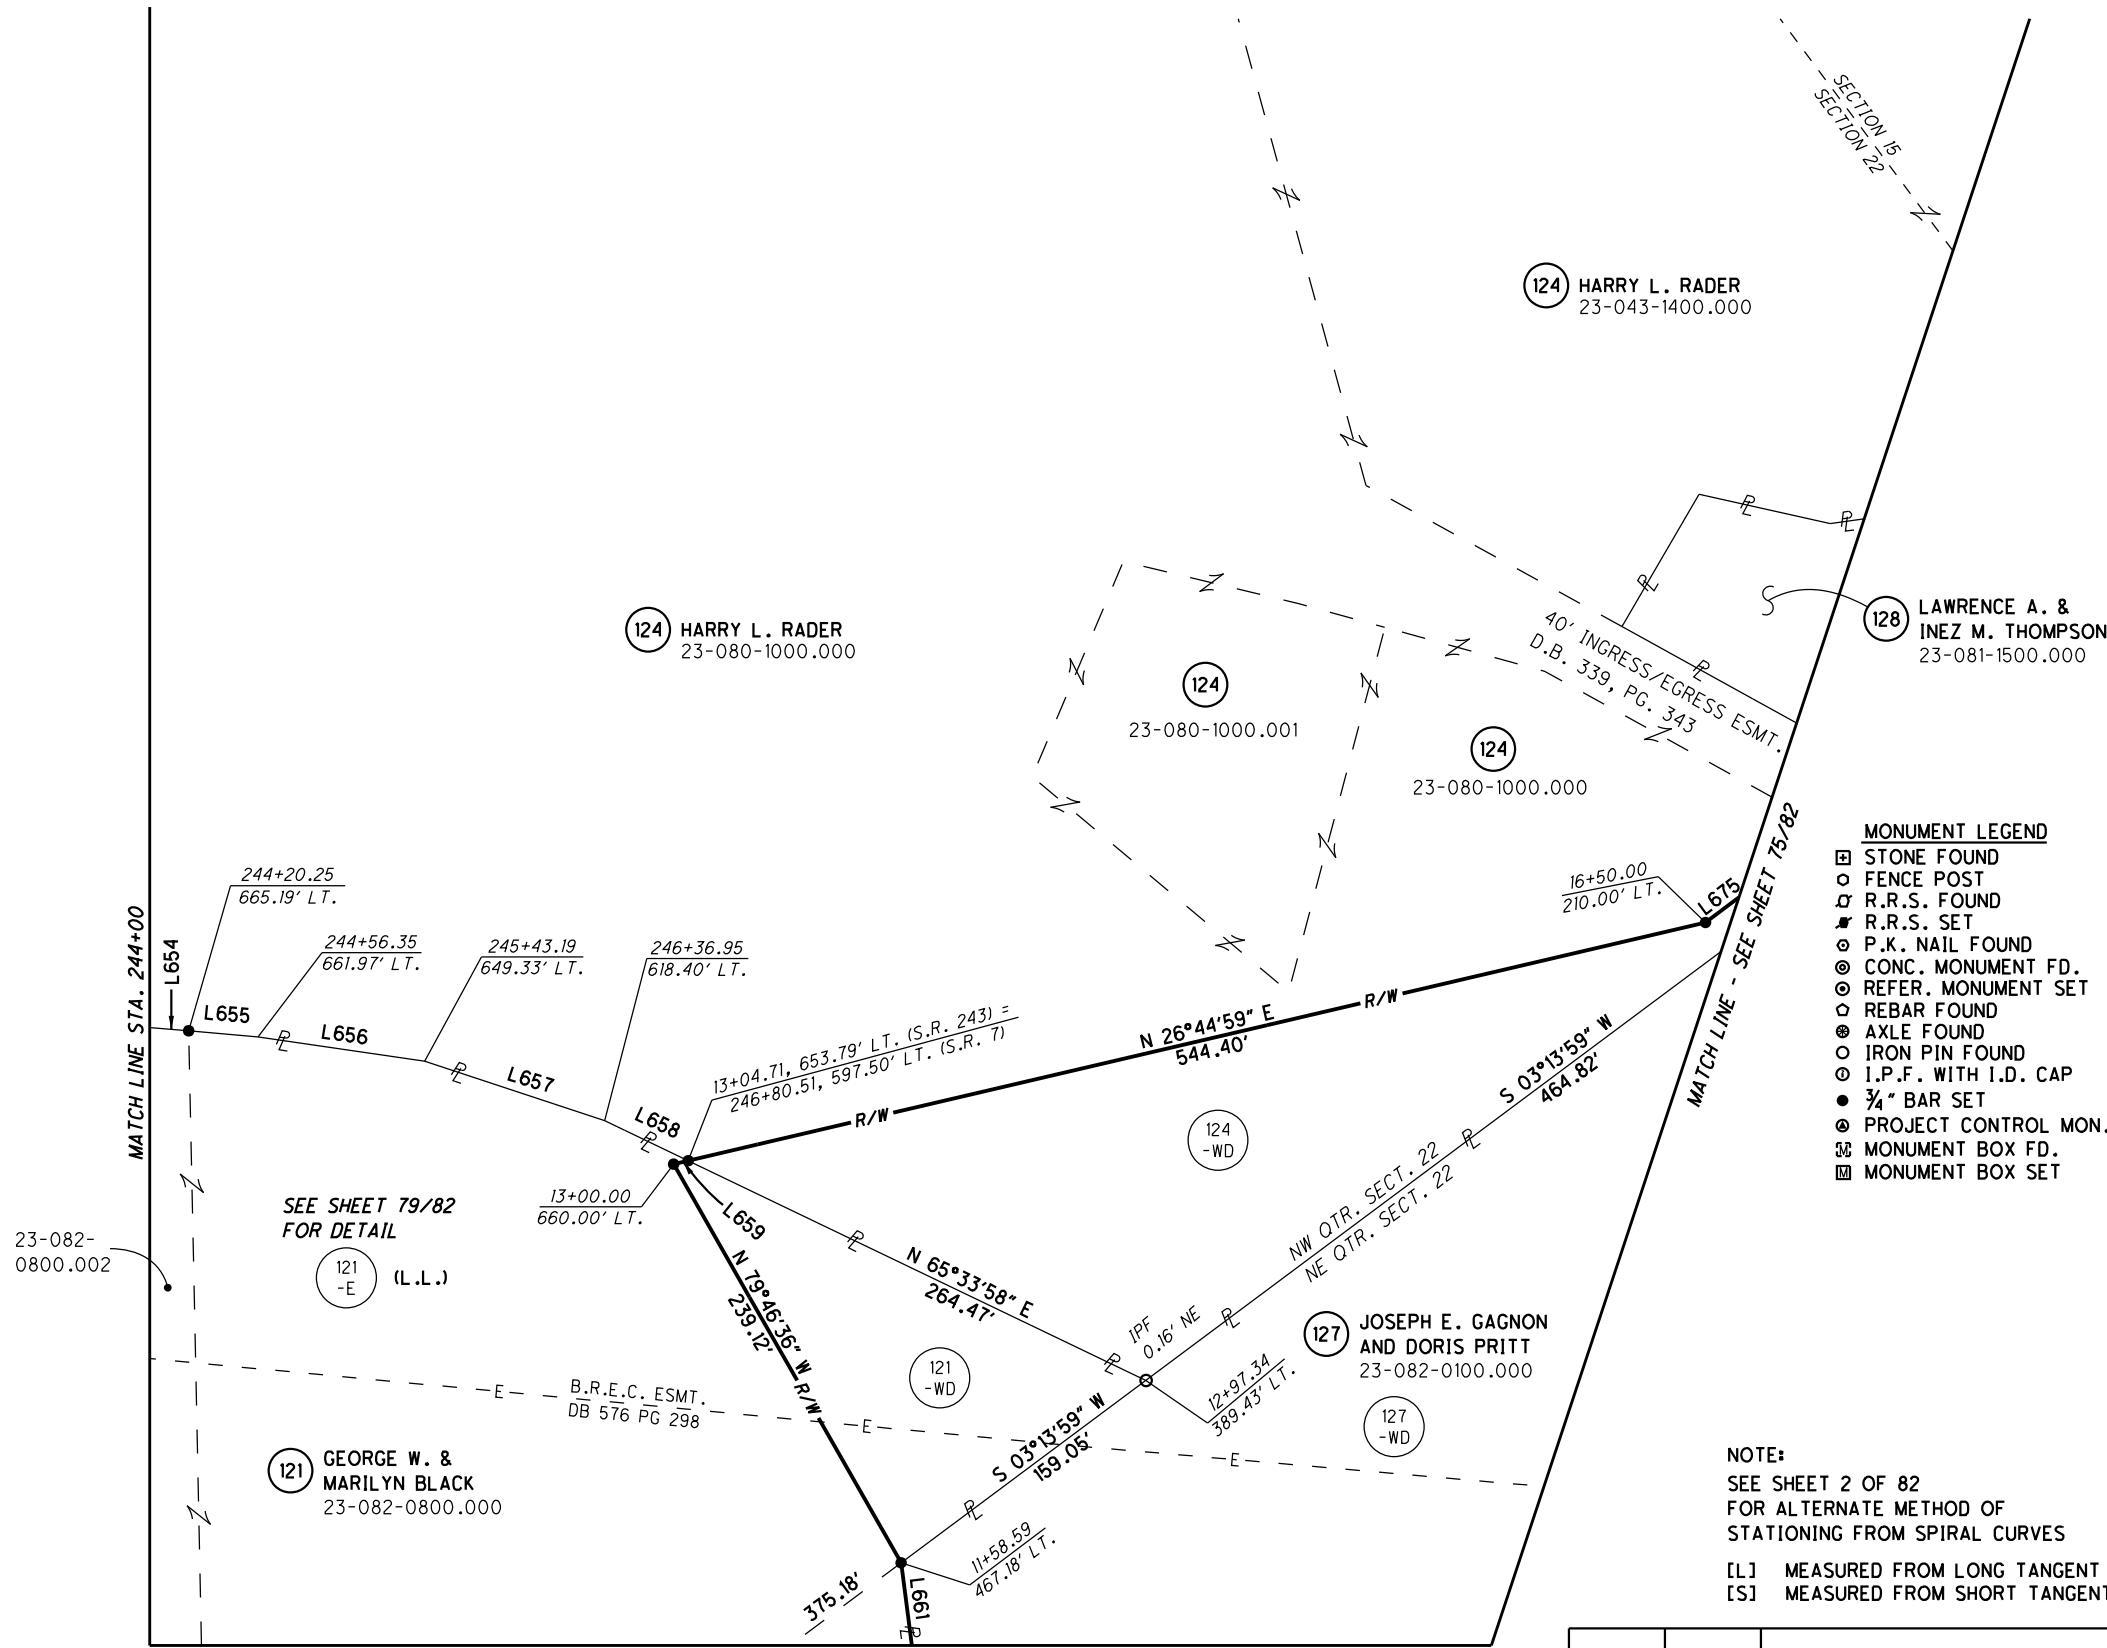 SECTION 15
SECTION 22
124
HARRY L. RADER
23-043-1400.000
124
HARRY L. RADER
23-080-1000.000
124
23-080-1000.001
124
23-080-1000.000
40' INGRESS/EGRESS ESMT.
D.B. 339, PG. 343
128
LAWRENCE A. &
INEZ M. THOMPSON
23-081-1500.000
MATCH LINE STA. 244+00
L654
244+20.25
665.19' LT.
L655
244+56.35
661.97' LT.
L656
245+43.19
649.33' LT.
L657
246+36.95
618.40' LT.
L658
13+04.71, 653.79' LT. (S.R. 243) =
246+80.51, 597.50' LT. (S.R. 7)
R/W
N 26°44'59" E
544.40'
R/W
16+50.00
210.00' LT.
L675
MATCH LINE - SEE SHEET 75/82
S 03°13'59" W
464.82'
124
-WD
NW QTR. SECT. 22
NE QTR. SECT. 22
13+00.00
660.00' LT.
L659
N 65°33'58" E
264.47'
N 79°46'36" W
239.12'
R/W
SEE SHEET 79/82
FOR DETAIL
121
-E
(L.L.)
23-082-
0800.002
IPF
0.16' NE
127
JOSEPH E. GAGNON
AND DORIS PRITT
23-082-0100.000
12+97.34
389.43' LT.
127
-WD
121
-WD
E
B.R.E.C. ESMT.
DB 576 PG 298
E
E
S 03°13'59" W
159.05'
121
GEORGE W. &
MARILYN BLACK
23-082-0800.000
11+58.59
467.18' LT.
375.18'
L661
MONUMENT LEGEND
STONE FOUND
FENCE POST
R.R.S. FOUND
R.R.S. SET
P.K. NAIL FOUND
CONC. MONUMENT FD.
REFER. MONUMENT SET
REBAR FOUND
AXLE FOUND
IRON PIN FOUND
I.P.F. WITH I.D. CAP
¾" BAR SET
PROJECT CONTROL MON.
MONUMENT BOX FD.
MONUMENT BOX SET
NOTE:
SEE SHEET 2 OF 82
FOR ALTERNATE METHOD OF
STATIONING FROM SPIRAL CURVES
[L] MEASURED FROM LONG TANGENT
[S] MEASURED FROM SHORT TANGENT